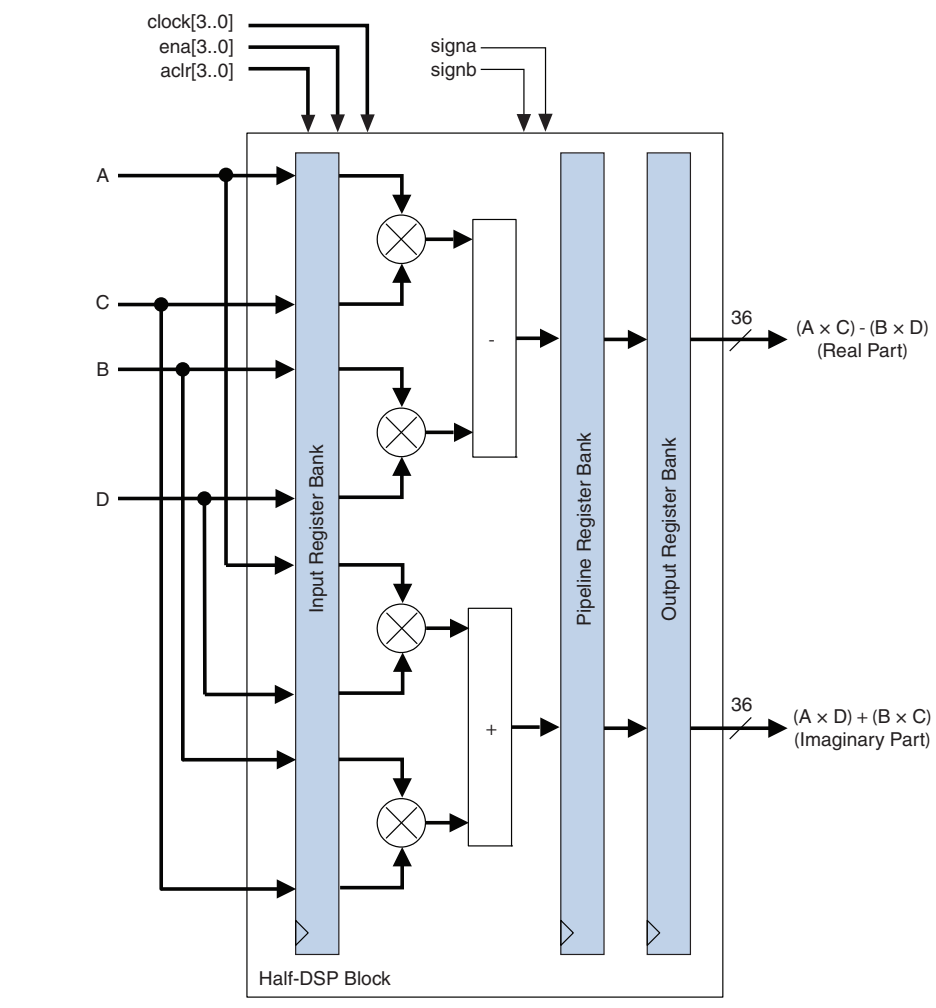 clock[3..0]
ena[3..0]
aclr[3..0]
signa
signb
A
C
B
D
Input Register Bank
Pipeline Register Bank
Output Register Bank
-
+
36
(A × C) - (B × D)
(Real Part)
36
(A × D) + (B × C)
(Imaginary Part)
Half-DSP Block